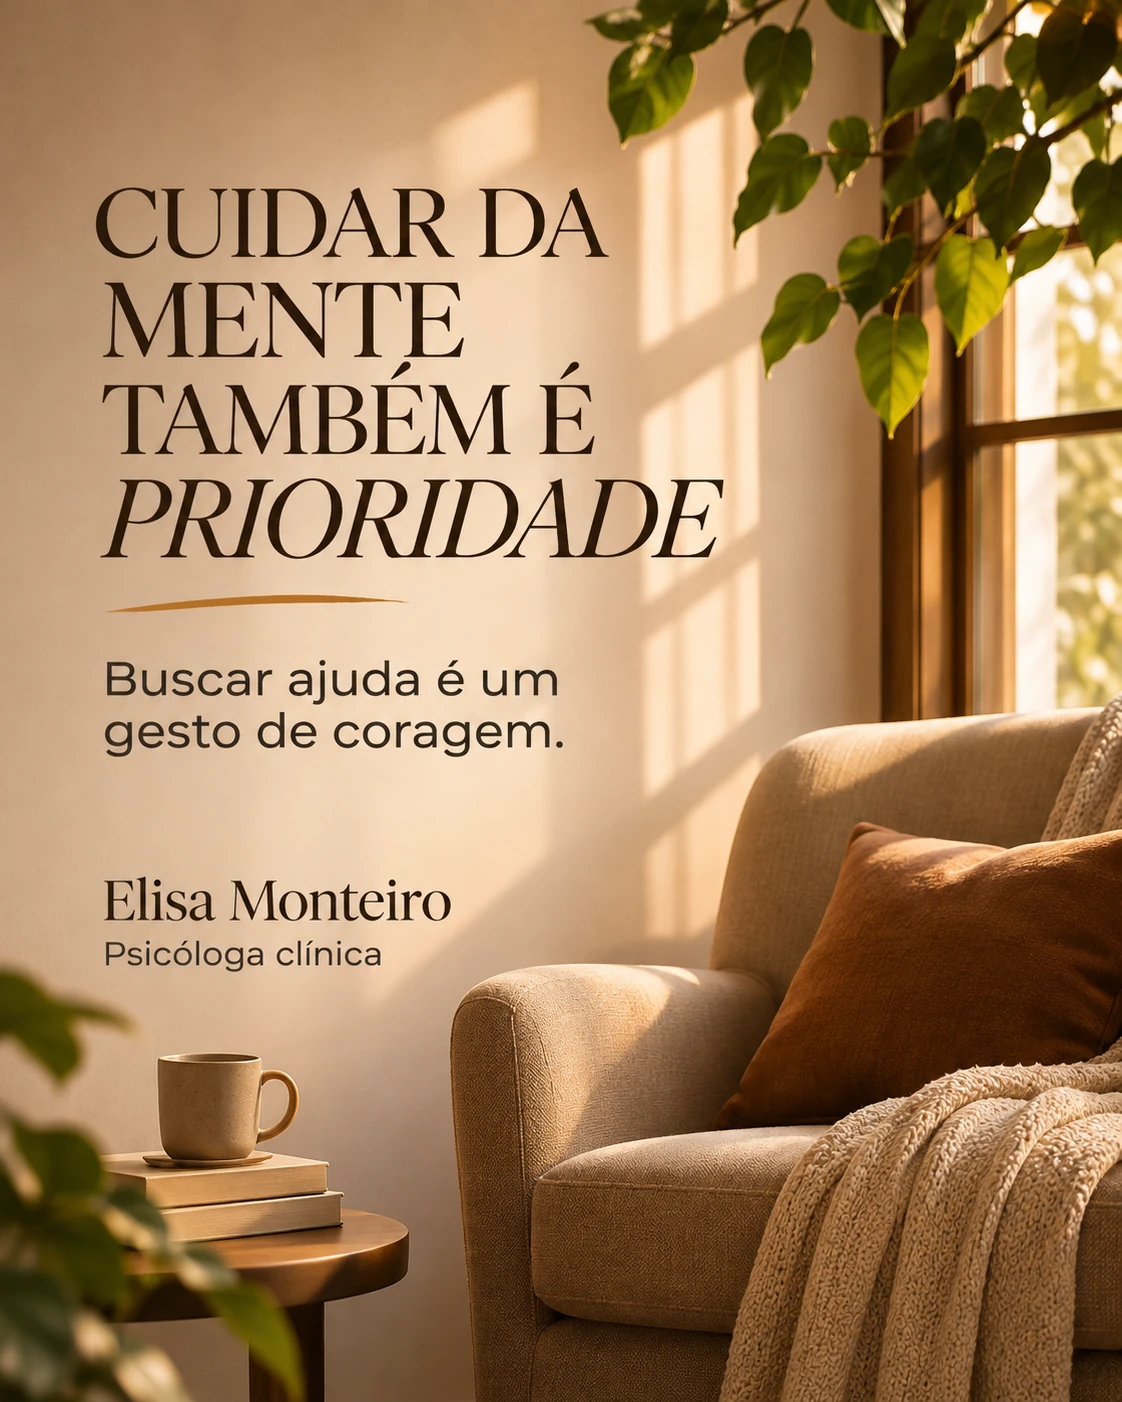 CUIDAR DA
MENTE
TAMBÉM É
PRIORIDADE
Buscar ajuda é um
gesto de coragem.
Elisa Monteiro
Psicóloga clínica